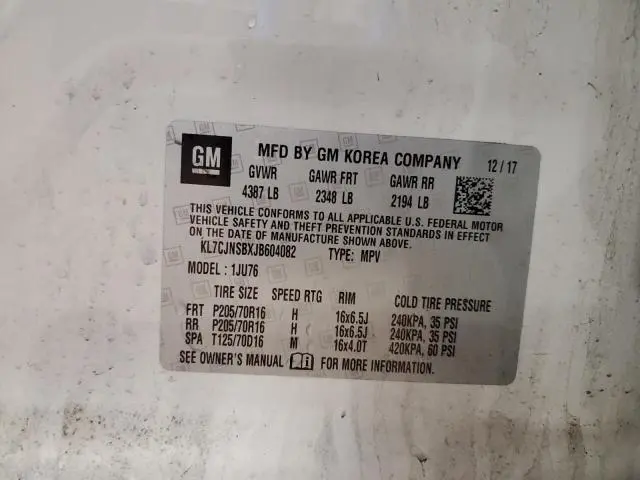 GM MFD BY GM KOREA COMPANY 12/17
GVWR GAWR FRT GAWR RR
4387 LB 2348 LB 2194 LB
THIS VEHICLE CONFORMS TO ALL APPLICABLE U.S. FEDERAL MOTOR
VEHICLE SAFETY AND THEFT PREVENTION STANDARDS IN EFFECT
ON THE DATE OF MANUFACTURE SHOWN ABOVE.
KL7CJNSBXJB604082 TYPE: MPV
MODEL: 1JU76
TIRE SIZE SPEED RTG RIM COLD TIRE PRESSURE
FRT P205/70R16 H 16x6.5J 240KPA, 35 PSI
RR P205/70R16 H 16x6.5J 240KPA, 35 PSI
SPA T125/70D16 M 16x4.0T 420KPA, 60 PSI
SEE OWNER'S MANUAL FOR MORE INFORMATION.